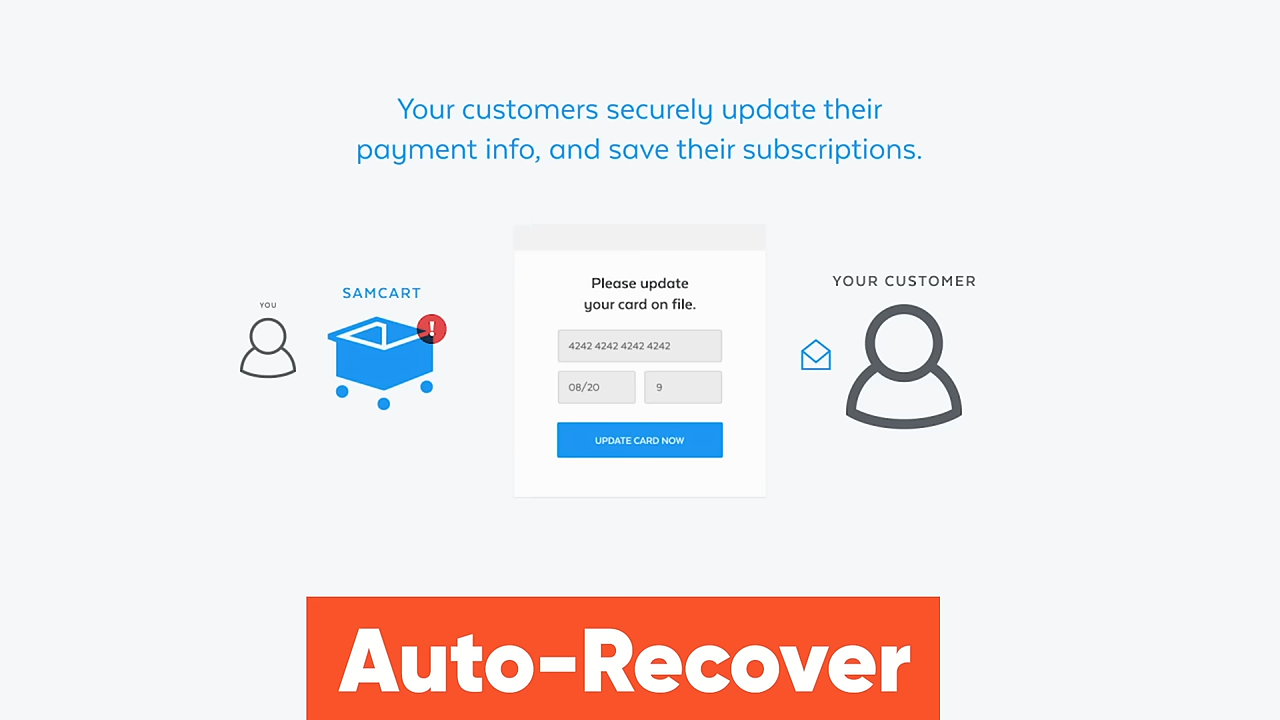 Your customers securely update their
payment info, and save their subscriptions.
YOU
SAMCART
!
Please update
your card on file.
4242 4242 4242 4242
08/20
9
UPDATE CARD NOW
YOUR CUSTOMER
Auto-Recover